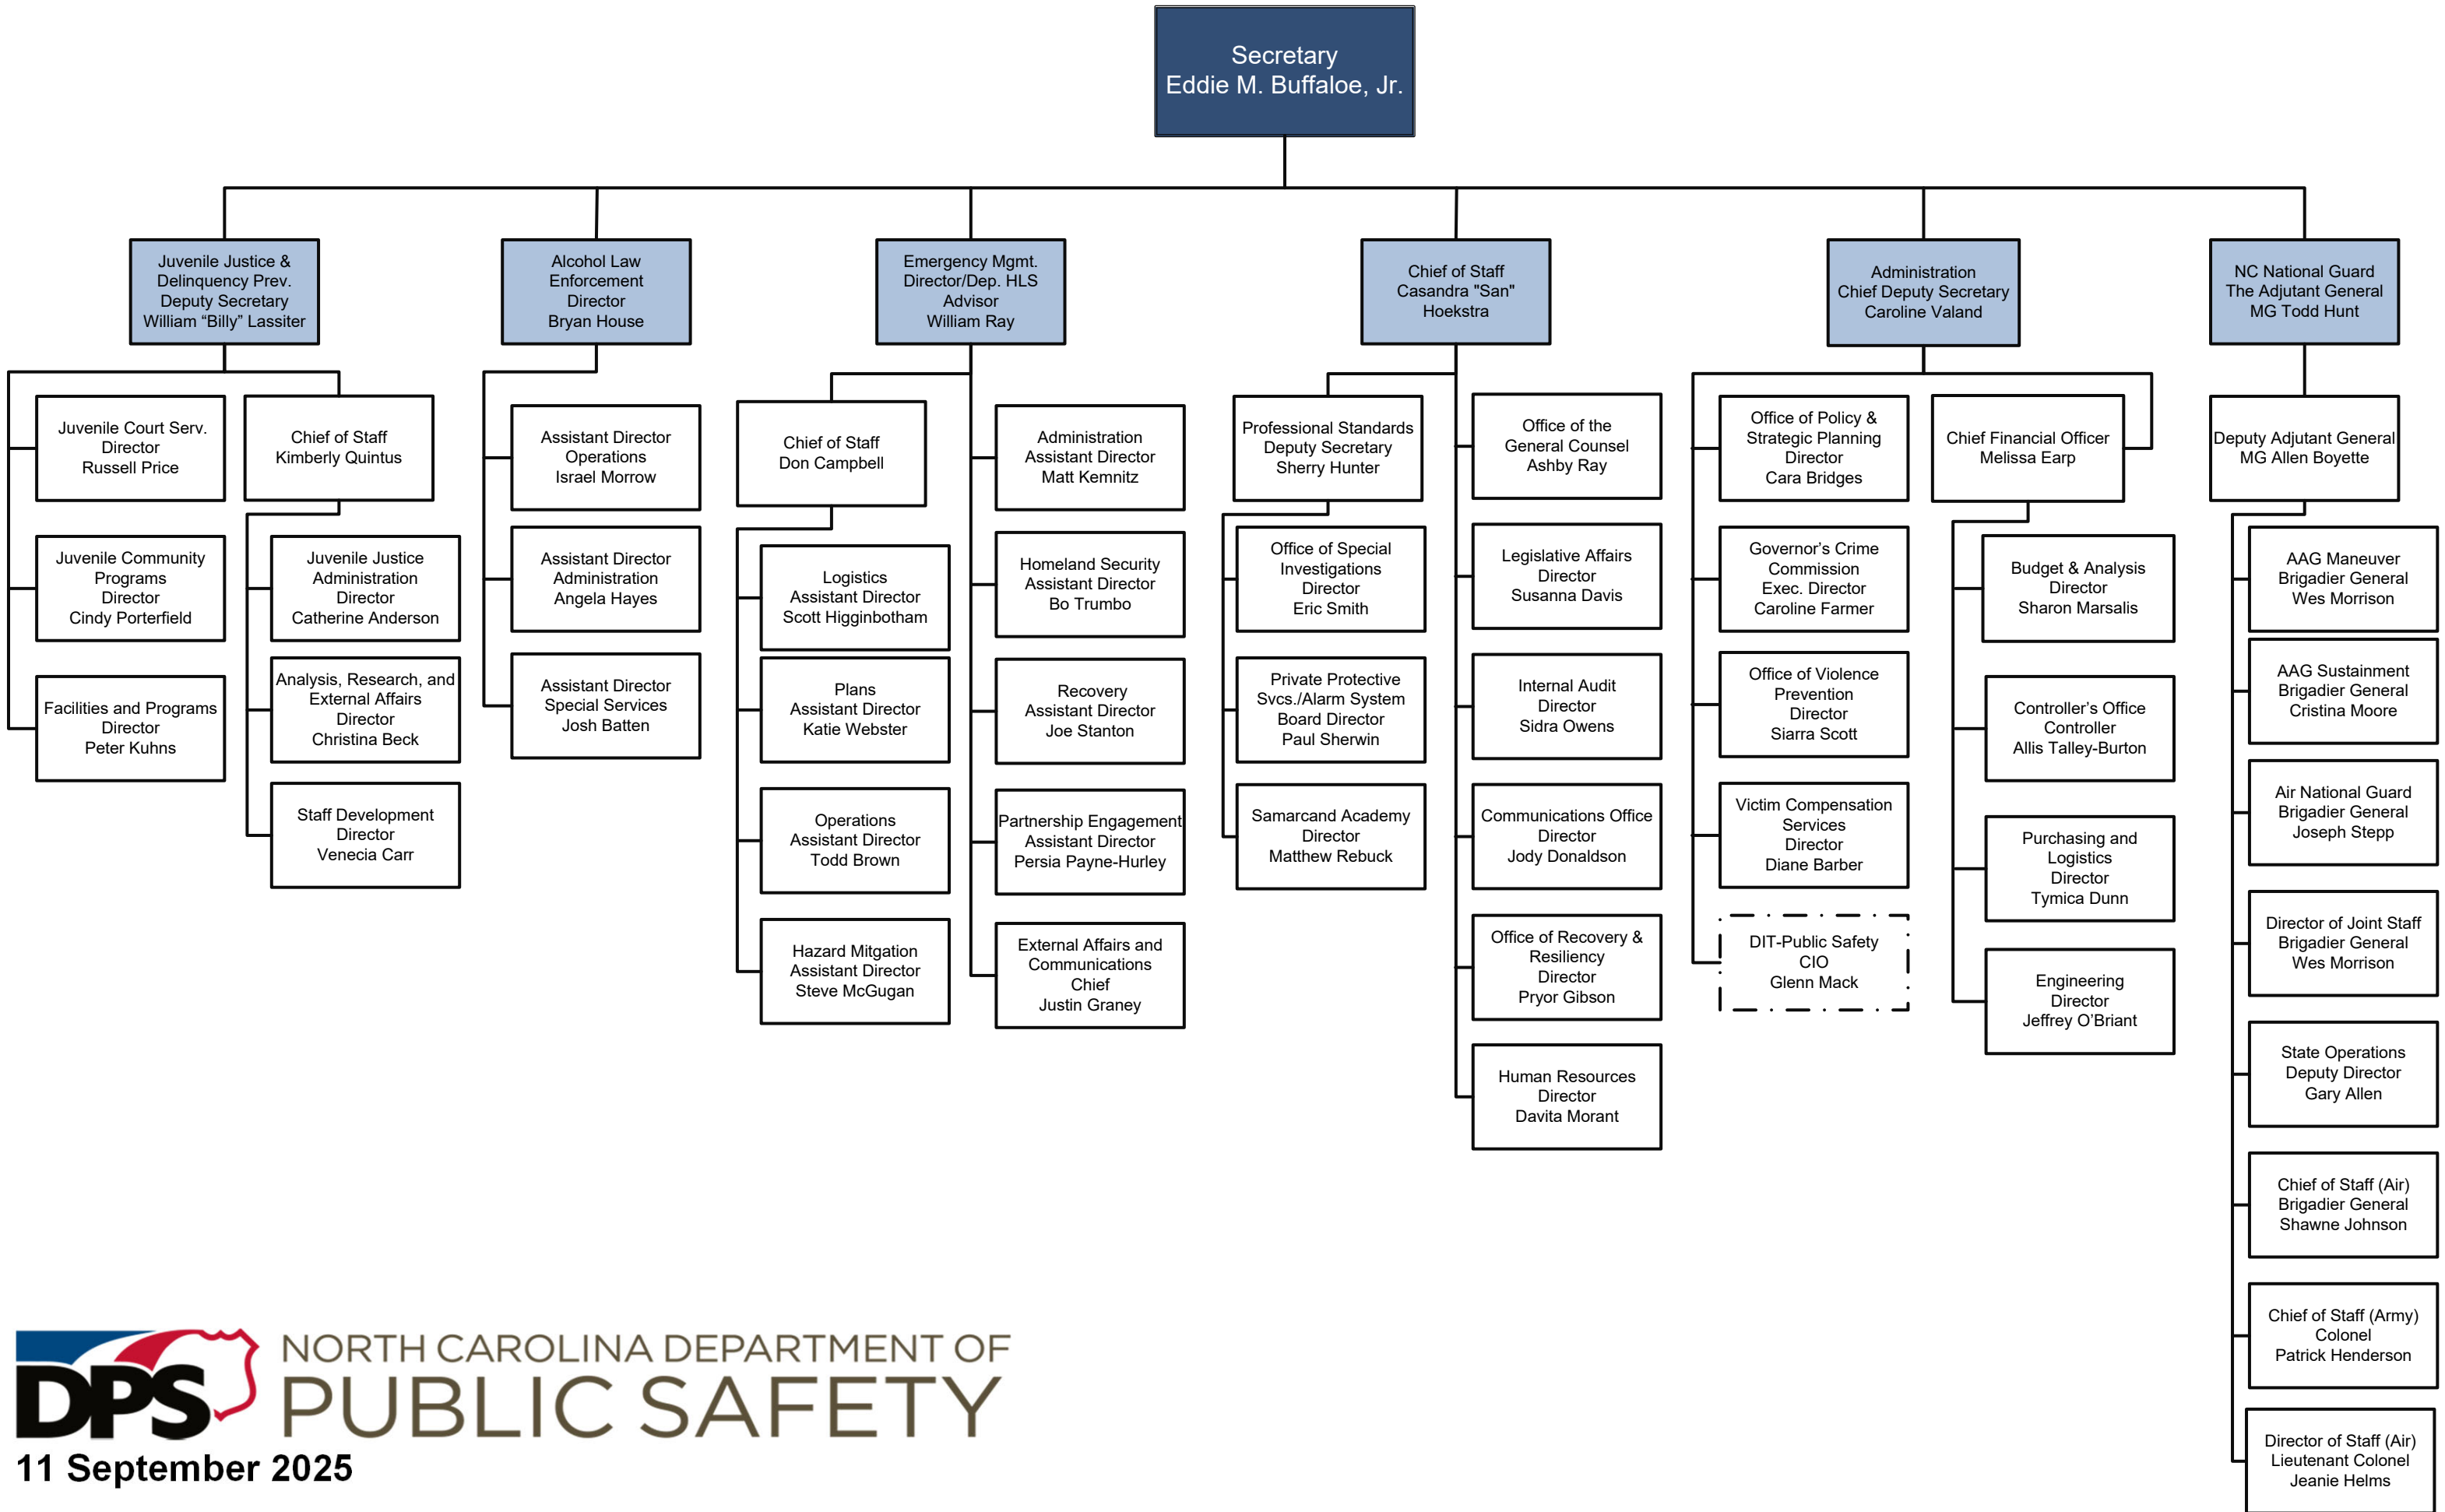 Secretary
Eddie M. Buffaloe, Jr.
Juvenile Justice &
Delinquency Prev.
Deputy Secretary
William “Billy” Lassiter
Alcohol Law
Enforcement
Director
Bryan House
Emergency Mgmt.
Director/Dep. HLS
Advisor
William Ray
Chief of Staff
Casandra "San"
Hoekstra
Administration
Chief Deputy Secretary
Caroline Valand
NC National Guard
The Adjutant General
MG Todd Hunt
Juvenile Court Serv.
Director
Russell Price
Juvenile Community
Programs
Director
Cindy Porterfield
Facilities and Programs
Director
Peter Kuhns
Chief of Staff
Kimberly Quintus
Juvenile Justice
Administration
Director
Catherine Anderson
Analysis, Research, and
External Affairs
Director
Christina Beck
Staff Development
Director
Venecia Carr
Assistant Director
Operations
Israel Morrow
Assistant Director
Administration
Angela Hayes
Assistant Director
Special Services
Josh Batten
Chief of Staff
Don Campbell
Logistics
Assistant Director
Scott Higginbotham
Plans
Assistant Director
Katie Webster
Operations
Assistant Director
Todd Brown
Hazard Mitgation
Assistant Director
Steve McGugan
Administration
Assistant Director
Matt Kemnitz
Homeland Security
Assistant Director
Bo Trumbo
Recovery
Assistant Director
Joe Stanton
Partnership Engagement
Assistant Director
Persia Payne-Hurley
External Affairs and
Communications
Chief
Justin Graney
Professional Standards
Deputy Secretary
Sherry Hunter
Office of Special
Investigations
Director
Eric Smith
Private Protective
Svcs./Alarm System
Board Director
Paul Sherwin
Samarcand Academy
Director
Matthew Rebuck
Office of the
General Counsel
Ashby Ray
Legislative Affairs
Director
Susanna Davis
Internal Audit
Director
Sidra Owens
Communications Office
Director
Jody Donaldson
Office of Recovery &
Resiliency
Director
Pryor Gibson
Human Resources
Director
Davita Morant
Office of Policy &
Strategic Planning
Director
Cara Bridges
Governor’s Crime
Commission
Exec. Director
Caroline Farmer
Office of Violence
Prevention
Director
Siarra Scott
Victim Compensation
Services
Director
Diane Barber
DIT-Public Safety
CIO
Glenn Mack
Chief Financial Officer
Melissa Earp
Budget & Analysis
Director
Sharon Marsalis
Controller’s Office
Controller
Allis Talley-Burton
Purchasing and
Logistics
Director
Tymica Dunn
Engineering
Director
Jeffrey O’Briant
Deputy Adjutant General
MG Allen Boyette
AAG Maneuver
Brigadier General
Wes Morrison
AAG Sustainment
Brigadier General
Cristina Moore
Air National Guard
Brigadier General
Joseph Stepp
Director of Joint Staff
Brigadier General
Wes Morrison
State Operations
Deputy Director
Gary Allen
Chief of Staff (Air)
Brigadier General
Shawne Johnson
Chief of Staff (Army)
Colonel
Patrick Henderson
Director of Staff (Air)
Lieutenant Colonel
Jeanie Helms
DPS
NORTH CAROLINA DEPARTMENT OF
PUBLIC SAFETY
11 September 2025